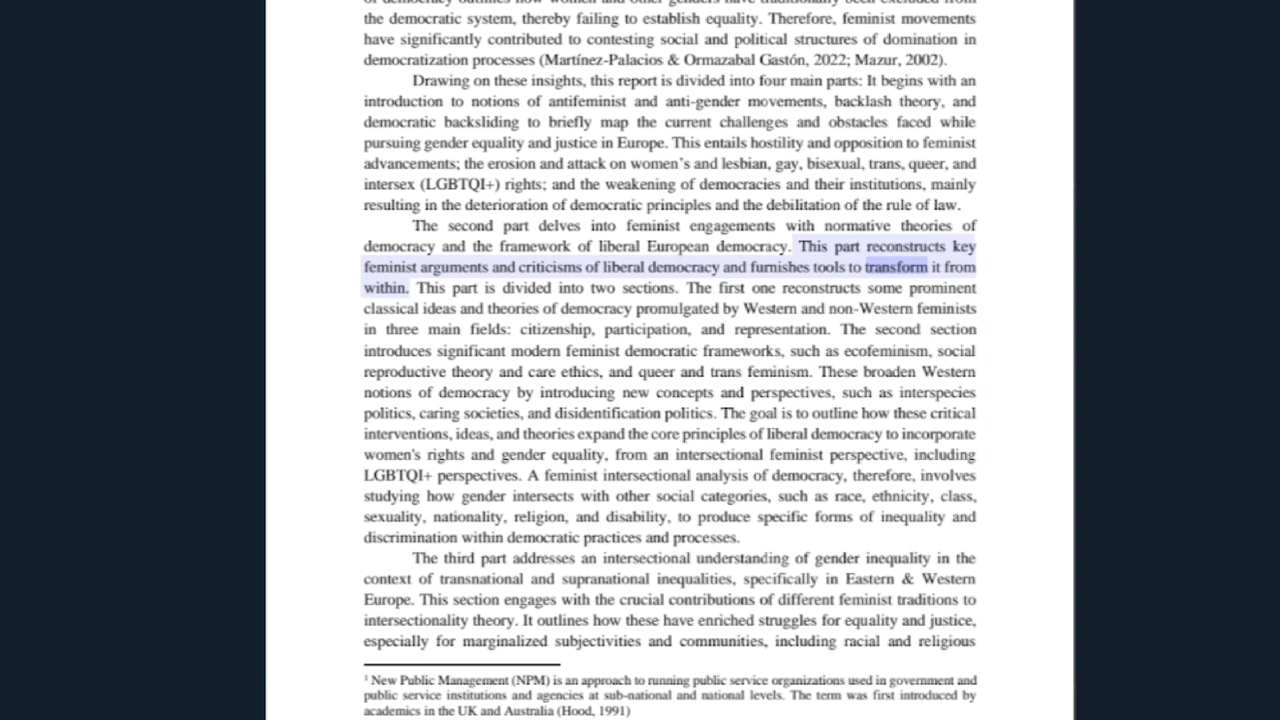 of democracy outlines how women and other genders have traditionally been excluded from
the democratic system, thereby failing to establish equality. Therefore, feminist movements
have significantly contributed to contesting social and political structures of domination in
democratization processes (Martínez-Palacios & Ormazabal Gastón, 2022; Mazur, 2002).
Drawing on these insights, this report is divided into four main parts: It begins with an
introduction to notions of antifeminist and anti-gender movements, backlash theory, and
democratic backsliding to briefly map the current challenges and obstacles faced while
pursuing gender equality and justice in Europe. This entails hostility and opposition to feminist
advancements; the erosion and attack on women's and lesbian, gay, bisexual, trans, queer, and
intersex (LGBTQI+) rights; and the weakening of democracies and their institutions, mainly
resulting in the deterioration of democratic principles and the debilitation of the rule of law.
The second part delves into feminist engagements with normative theories of
democracy and the framework of liberal European democracy. This part reconstructs key
feminist arguments and criticisms of liberal democracy and furnishes tools to transform it from
within. This part is divided into two sections. The first one reconstructs some prominent
classical ideas and theories of democracy promulgated by Western and non-Western feminists
in three main fields: citizenship, participation, and representation. The second section
introduces significant modern feminist democratic frameworks, such as ecofeminism, social
reproductive theory and care ethics, and queer and trans feminism. These broaden Western
notions of democracy by introducing new concepts and perspectives, such as interspecies
politics, caring societies, and disidentification politics. The goal is to outline how these critical
interventions, ideas, and theories expand the core principles of liberal democracy to incorporate
women's rights and gender equality, from an intersectional feminist perspective, including
LGBTQI+ perspectives. A feminist intersectional analysis of democracy, therefore, involves
studying how gender intersects with other social categories, such as race, ethnicity, class,
sexuality, nationality, religion, and disability, to produce specific forms of inequality and
discrimination within democratic practices and processes.
The third part addresses an intersectional understanding of gender inequality in the
context of transnational and supranational inequalities, specifically in Eastern & Western
Europe. This section engages with the crucial contributions of different feminist traditions to
intersectionality theory. It outlines how these have enriched struggles for equality and justice,
especially for marginalized subjectivities and communities, including racial and religious
1 New Public Management (NPM) is an approach to running public service organizations used in government and
public service institutions and agencies at sub-national and national levels. The term was first introduced by
academics in the UK and Australia (Hood, 1991)